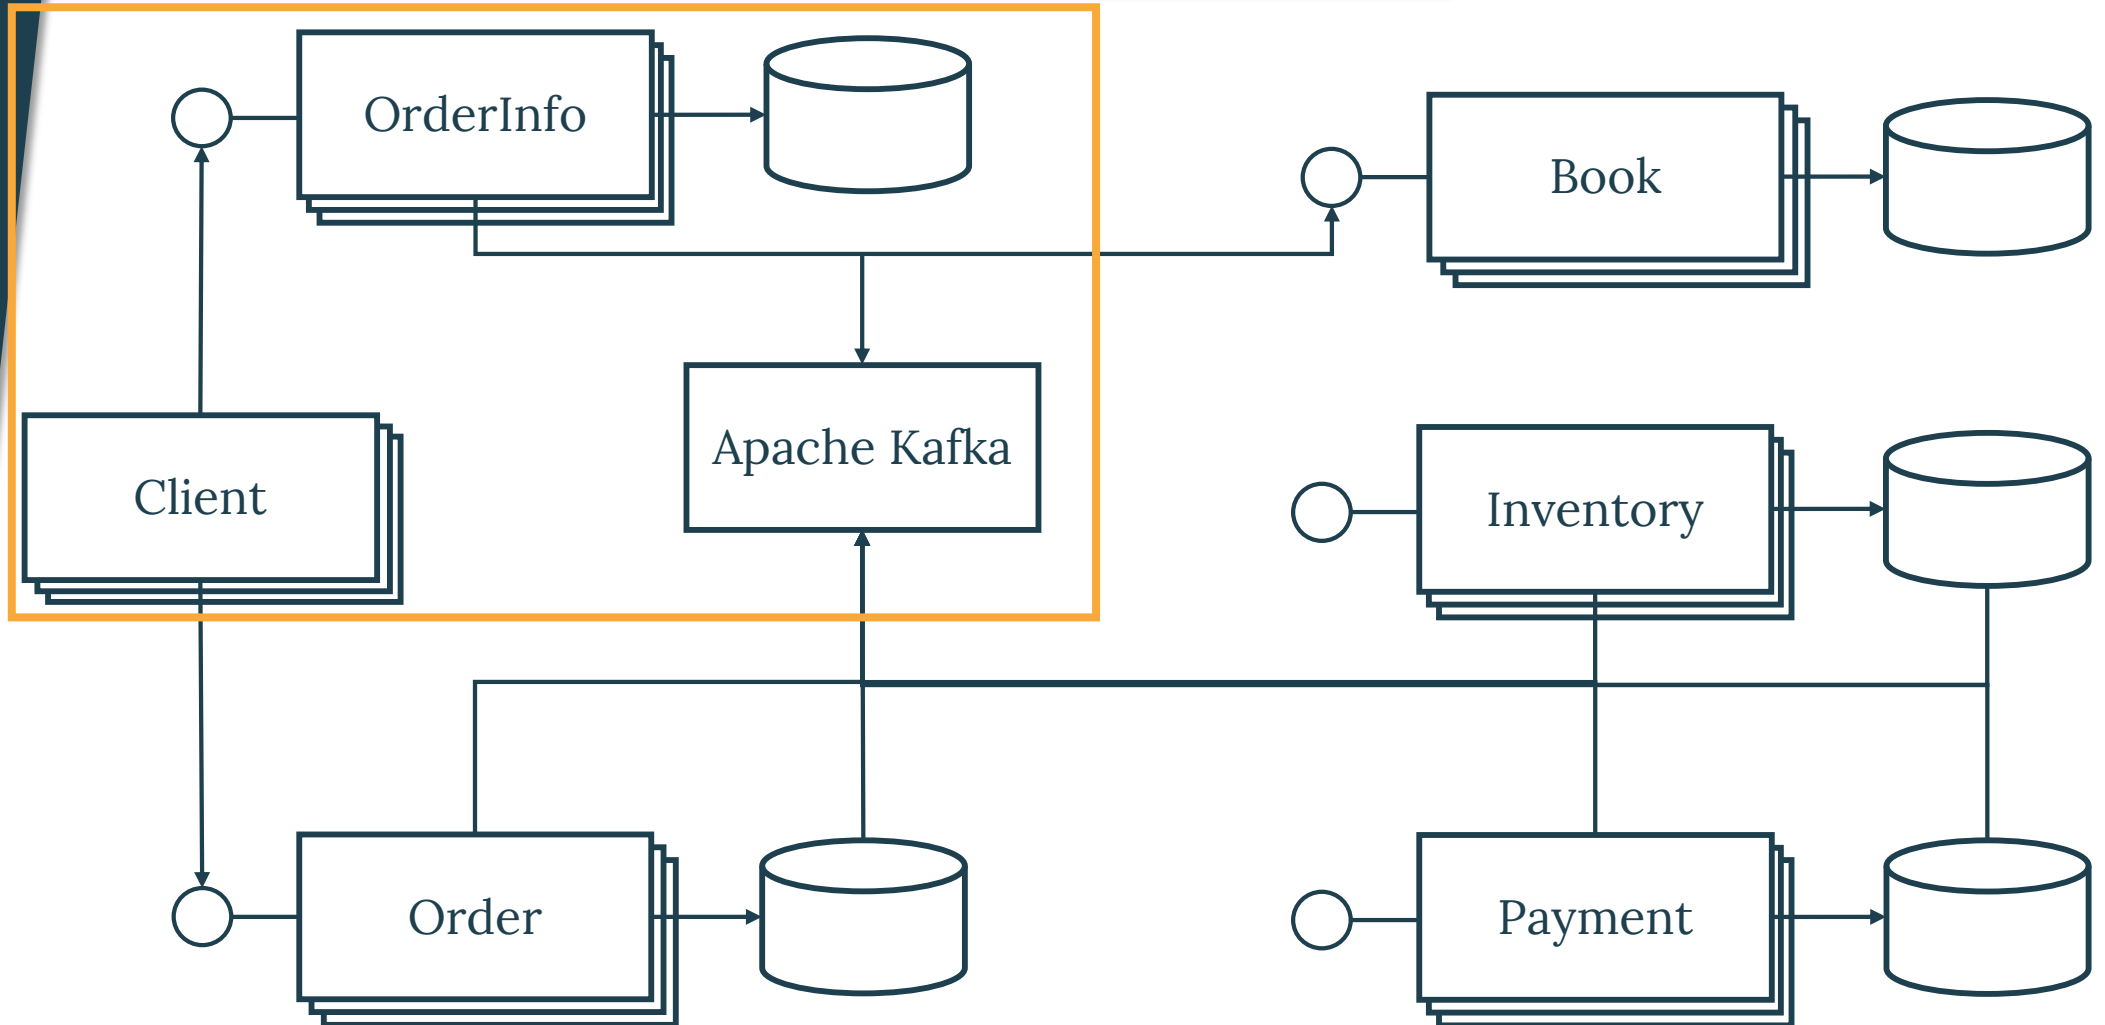 OrderInfo
Book
Apache Kafka
Client
Inventory
Order
Payment